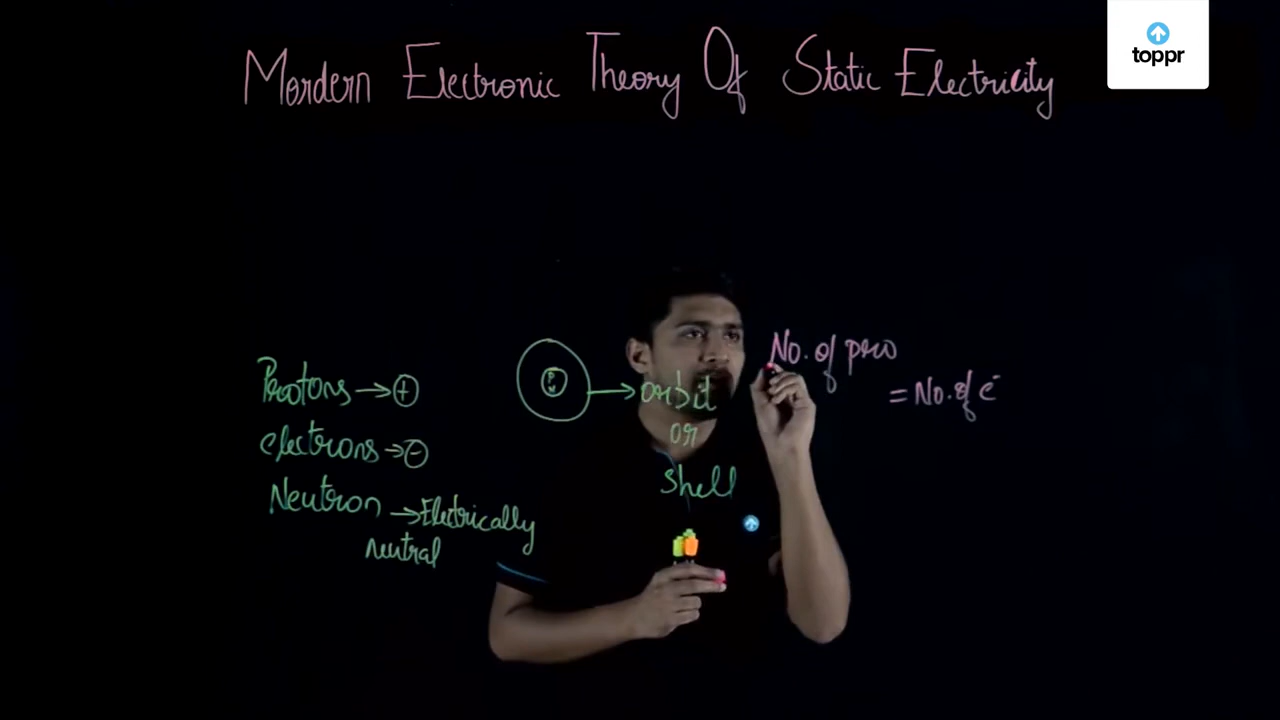 Mordern Electronic Theory Of Static Electricity
toppr
Protons → +
electrons → -
Neutron → Electrically
neutral
P
N
→ orbit
or
shell
No. of pro
= No. of e⁻